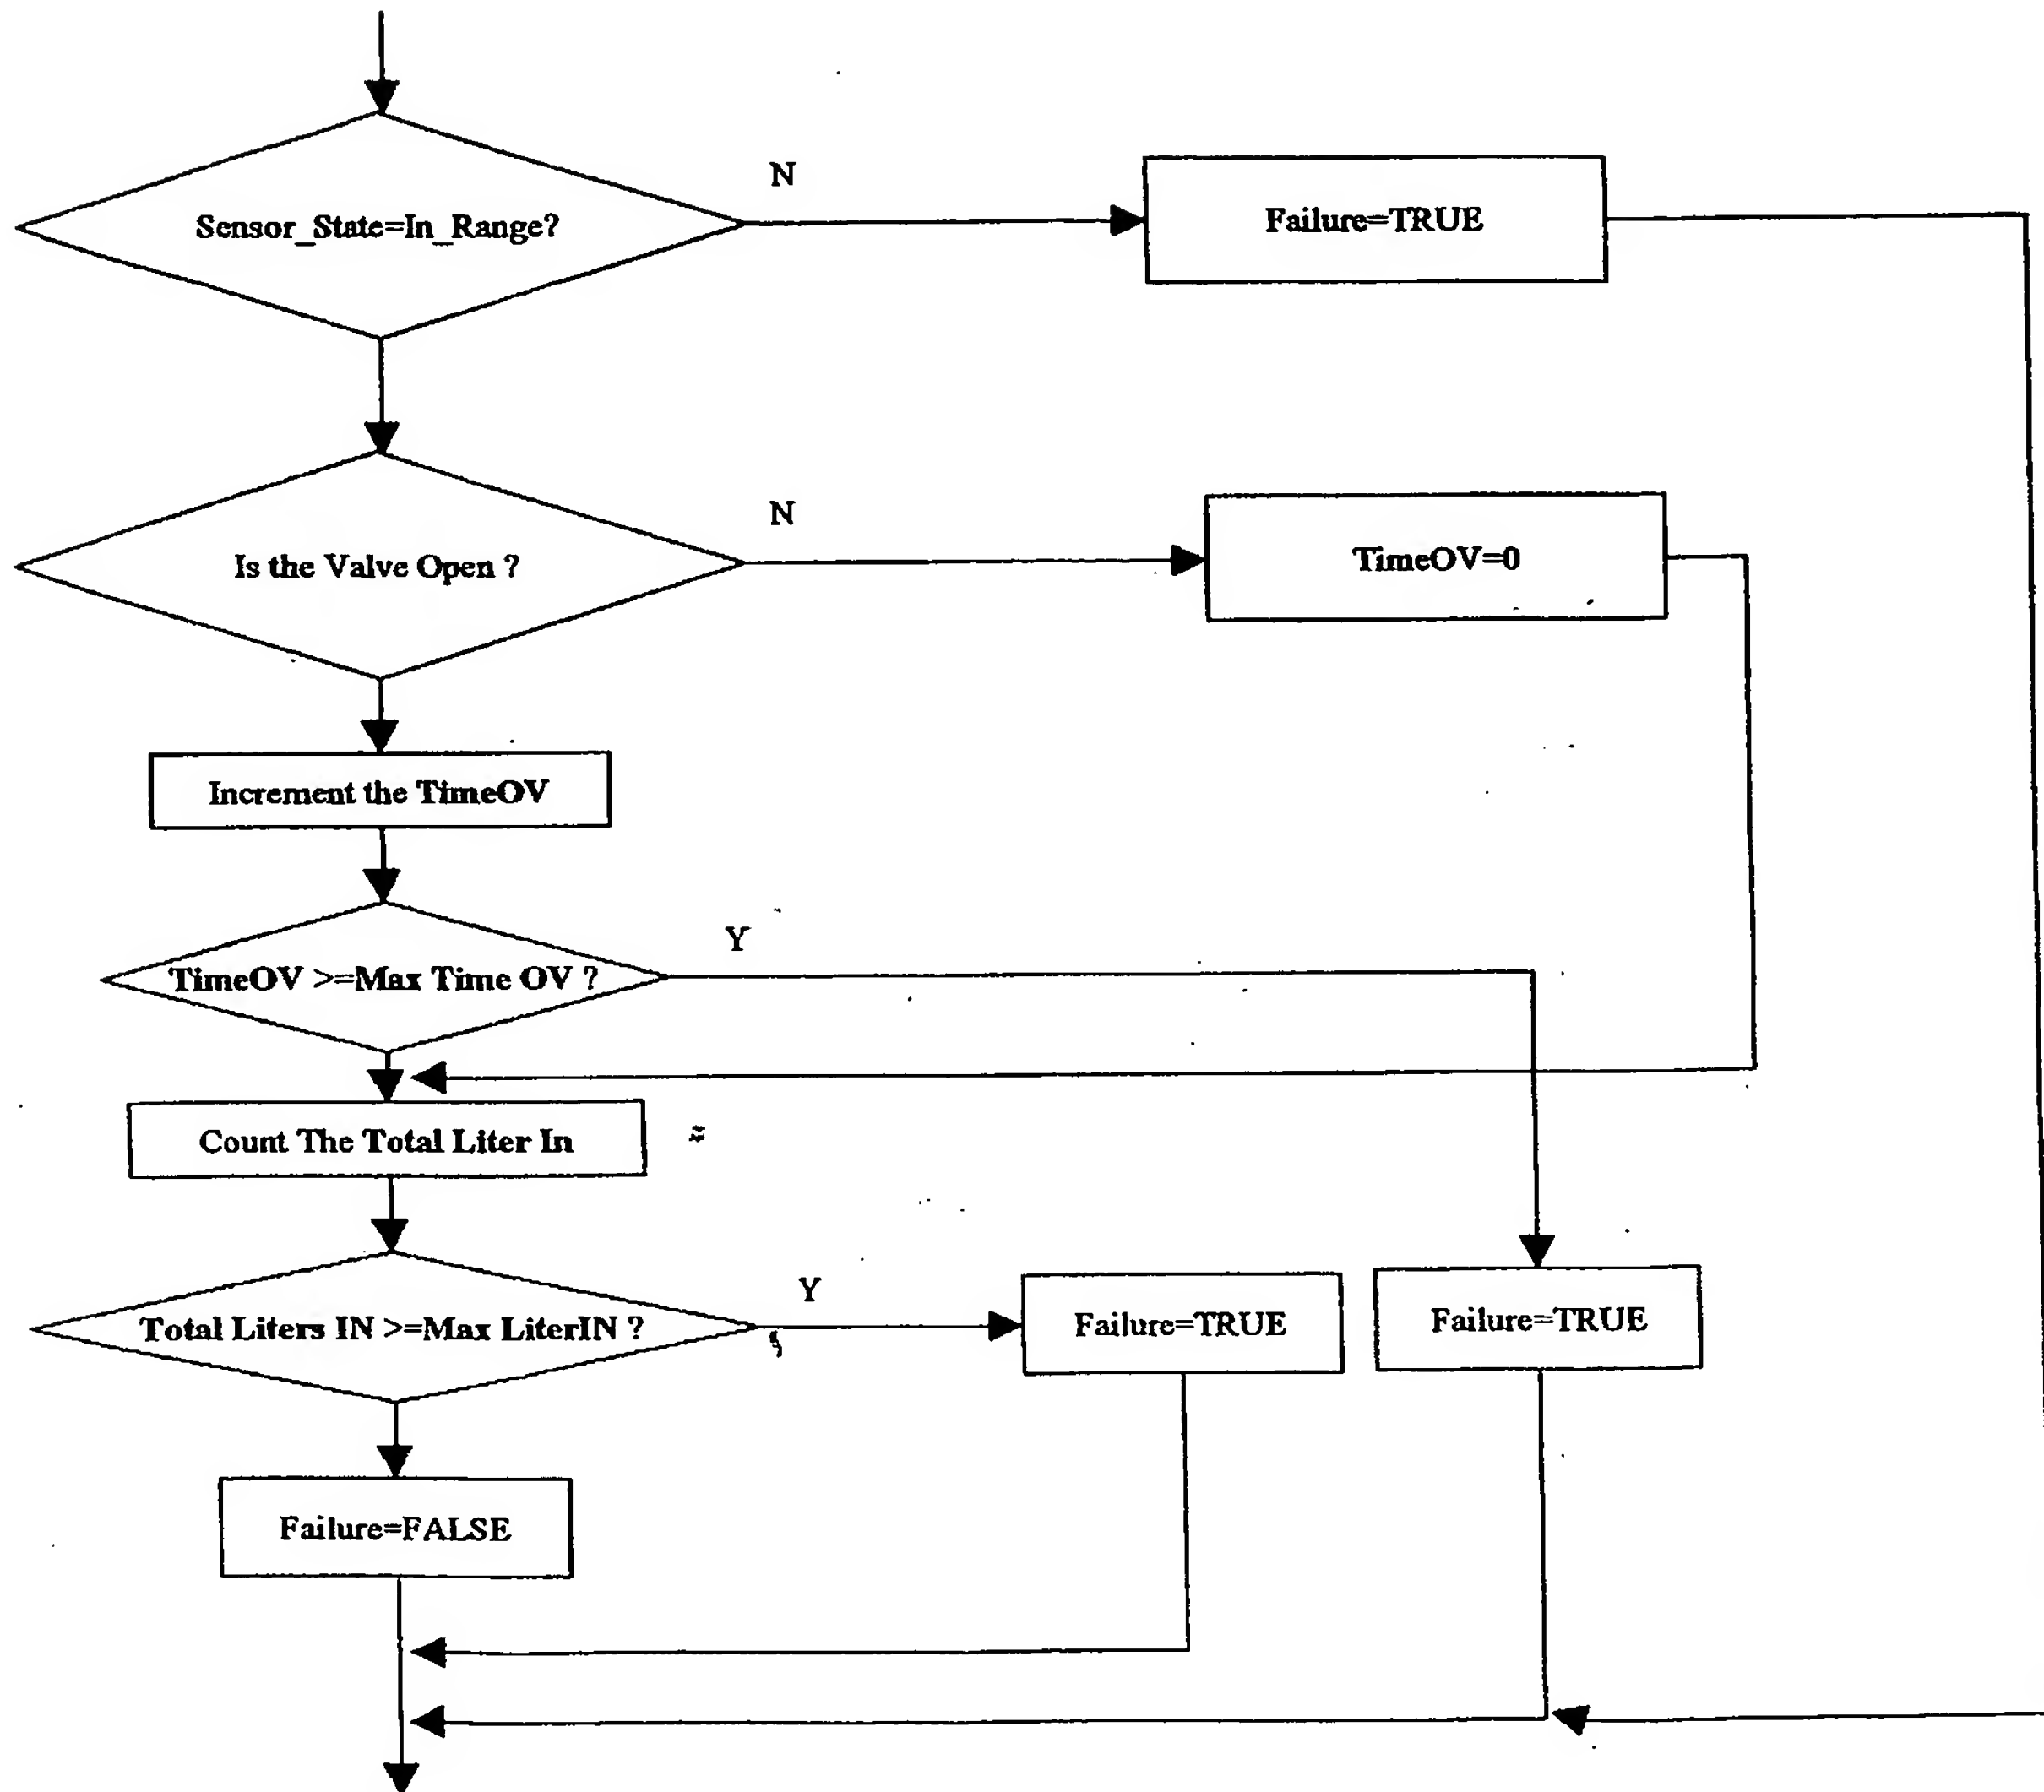 N
Sensor_State=In_Range?
Failure=TRUE
N
Is the Valve Open ?
TimeOV=0
Increment the TimeOV
Y
TimeOV >=Max Time OV ?
Count The Total Liter In
Y
Total Liters IN >=Max LiterIN ?
Failure=TRUE
Failure=TRUE
Failure=FALSE